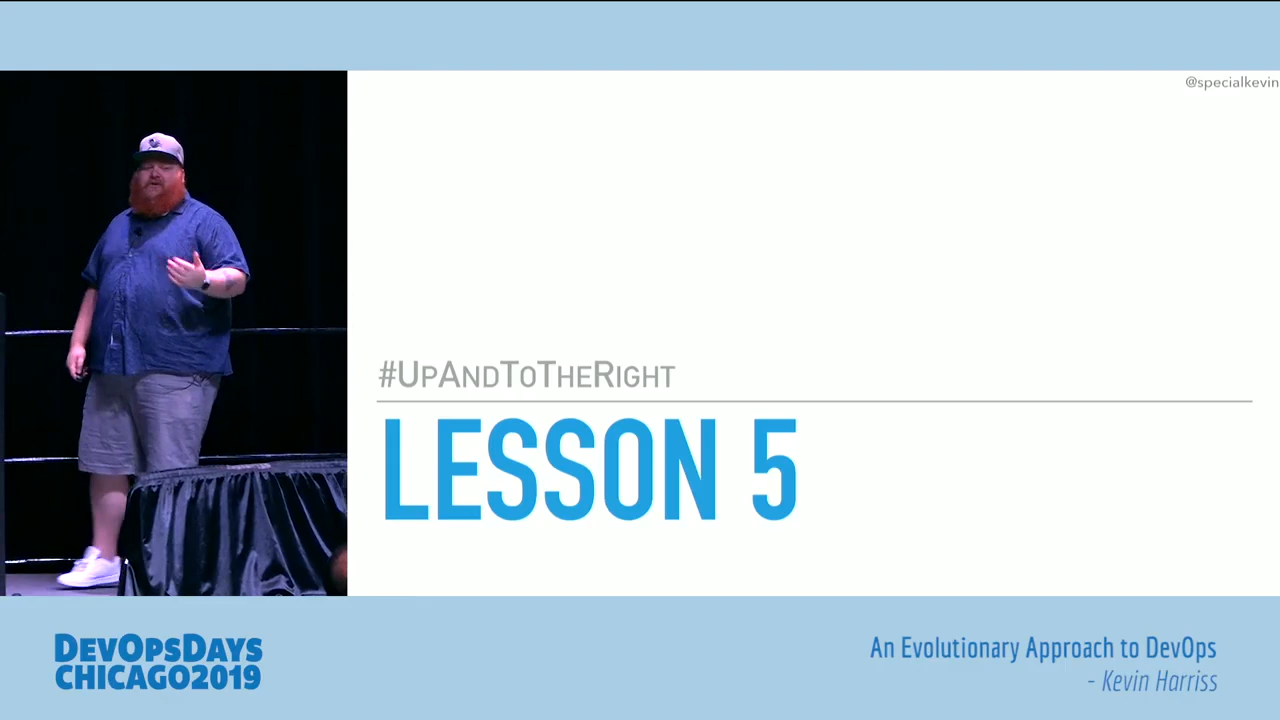 @specialkevin
#UpAndToTheRight
LESSON 5
DevOpsDays
CHICAGO2019
An Evolutionary Approach to DevOps
- Kevin Harriss